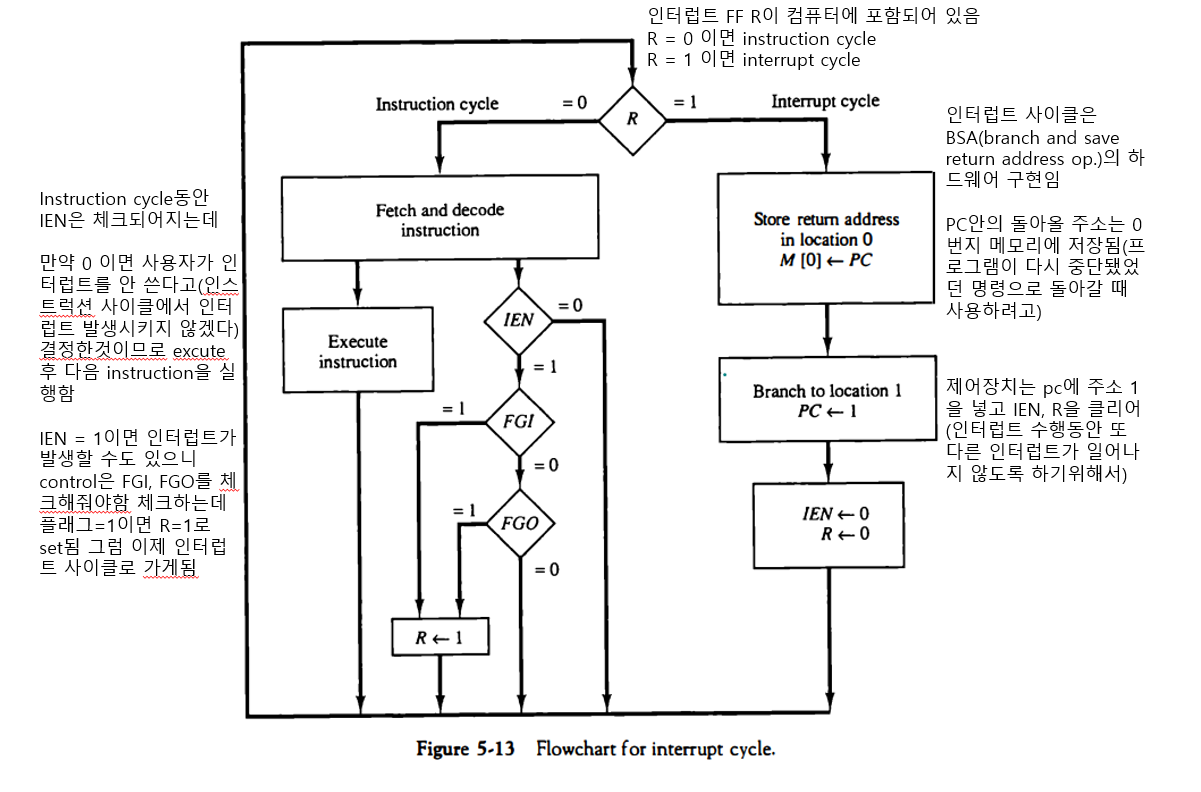 인터럽트 FF R이 컴퓨터에 포함되어 있음
R = 0 이면 instruction cycle
R = 1 이면 interrupt cycle
Instruction cycle
= 0
R
= 1
Interrupt cycle
인터럽트 사이클은
BSA(branch and save
return address op.)의 하
드웨어 구현임
Instruction cycle동안
IEN은 체크되어지는데
만약 0 이면 사용자가 인
터럽트를 안 쓴다고(인스
트럭션 사이클에서 인터
럽트 발생시키지 않겠다)
결정한것이므로 excute
후 다음 instruction을 실
행함
IEN = 1이면 인터럽트가
발생할 수도 있으니
control은 FGI, FGO를 체
크해줘야함 체크하는데
플래그=1이면 R=1로
set됨 그럼 이제 인터럽
트 사이클로 가게됨
Fetch and decode
instruction
Execute
instruction
IEN
= 0
= 1
FGI
= 1
= 0
FGO
= 1
= 0
R ← 1
Store return address
in location 0
M [0] ← PC
PC안의 돌아올 주소는 0
번지 메모리에 저장됨(프
로그램이 다시 중단됐었
던 명령으로 돌아갈 때
사용하려고)
Branch to location 1
PC ← 1
제어장치는 pc에 주소 1
을 넣고 IEN, R을 클리어
(인터럽트 수행동안 또
다른 인터럽트가 일어나
지 않도록 하기위해서)
IEN ← 0
R ← 0
Figure 5-13 Flowchart for interrupt cycle.